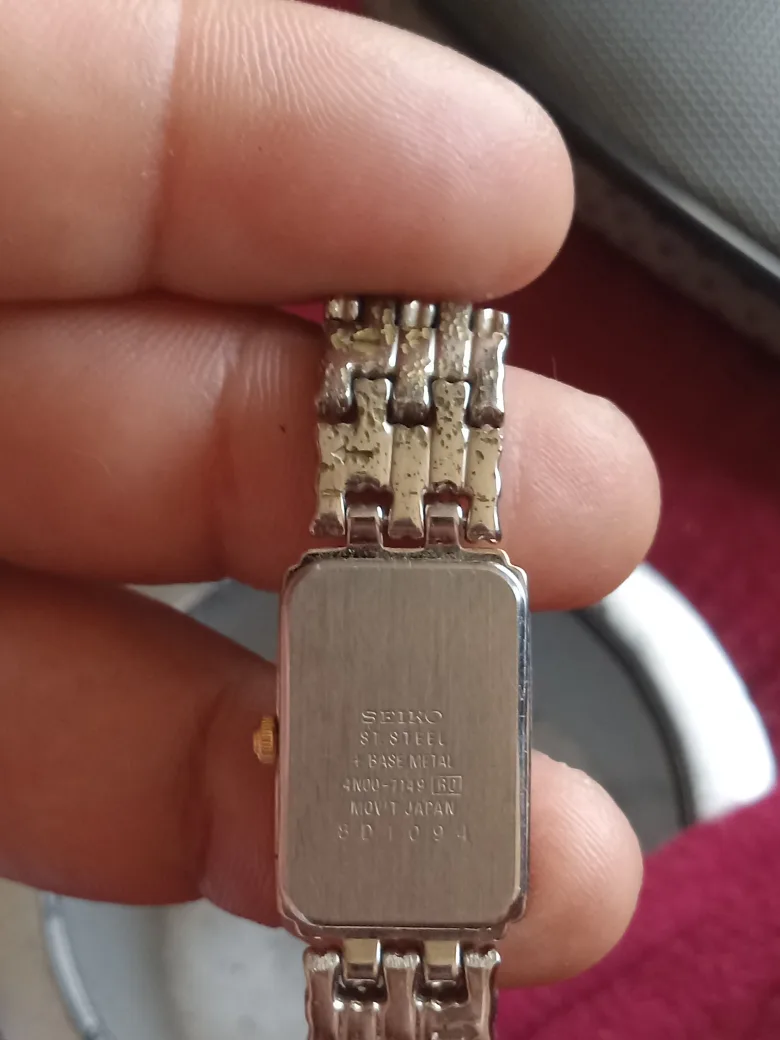 SEIKO
ST. STEEL
+ BASE METAL
4N00-7149 R0
MOV'T JAPAN
8D1094